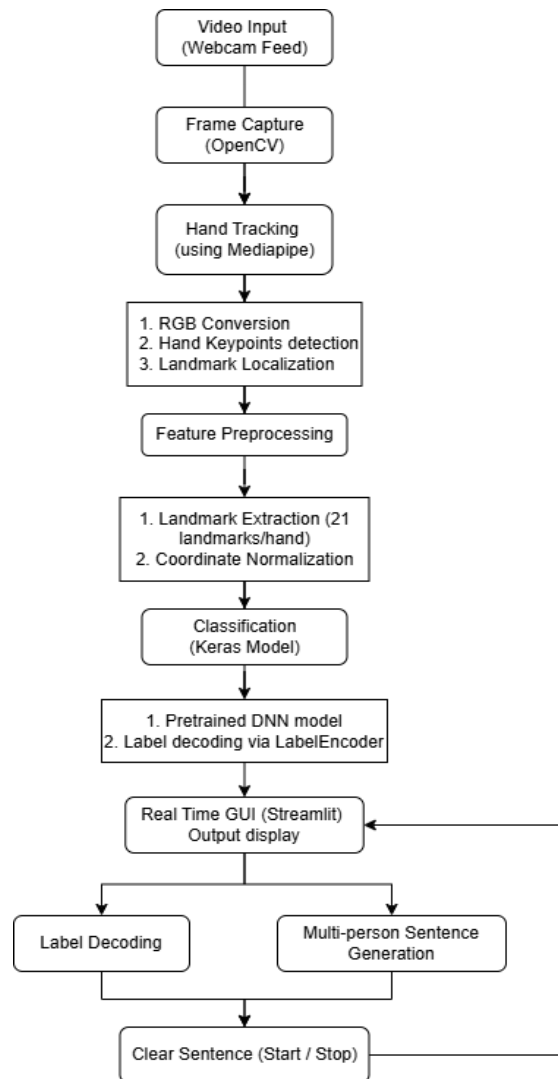 Video Input
(Webcam Feed)
Frame Capture
(OpenCV)
Hand Tracking
(using Mediapipe)
1. RGB Conversion
2. Hand Keypoints detection
3. Landmark Localization
Feature Preprocessing
1. Landmark Extraction (21
landmarks/hand)
2. Coordinate Normalization
Classification
(Keras Model)
1. Pretrained DNN model
2. Label decoding via LabelEncoder
Real Time GUI (Streamlit)
Output display
Label Decoding
Multi-person Sentence
Generation
Clear Sentence (Start / Stop)